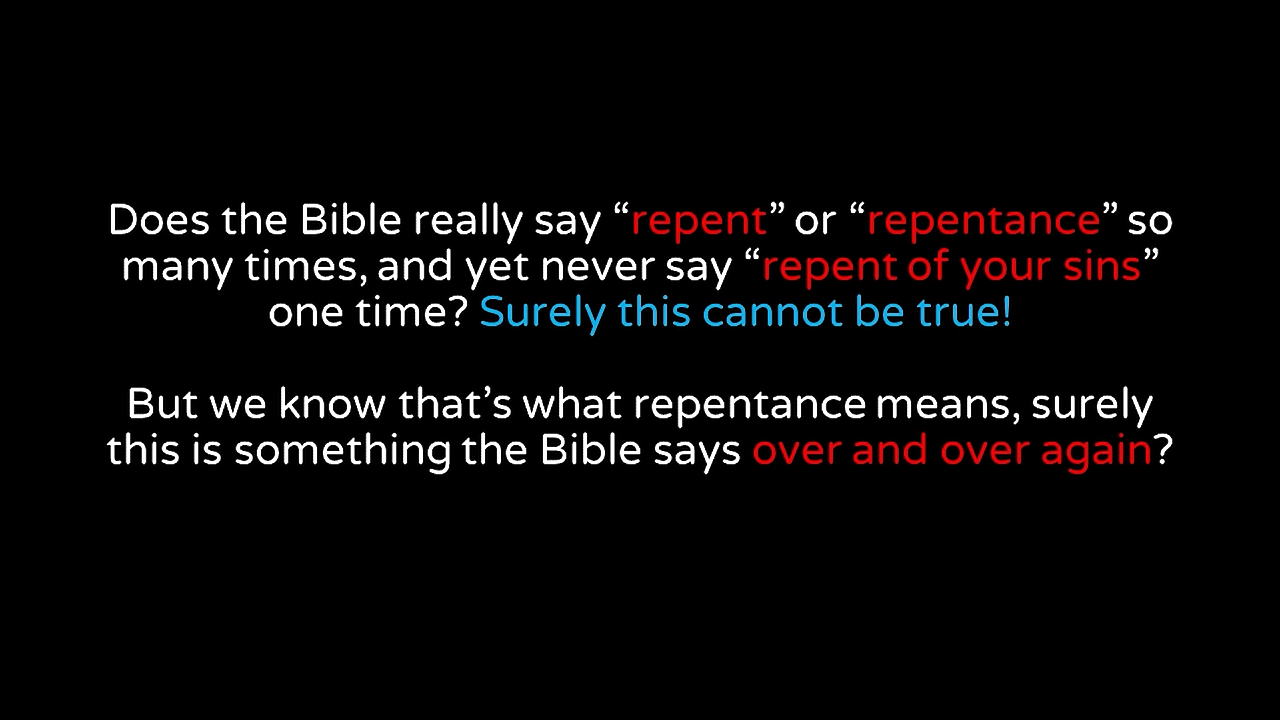 Does the Bible really say “repent” or “repentance” so
many times, and yet never say “repent of your sins”
one time? Surely this cannot be true!
But we know that’s what repentance means, surely
this is something the Bible says over and over again?